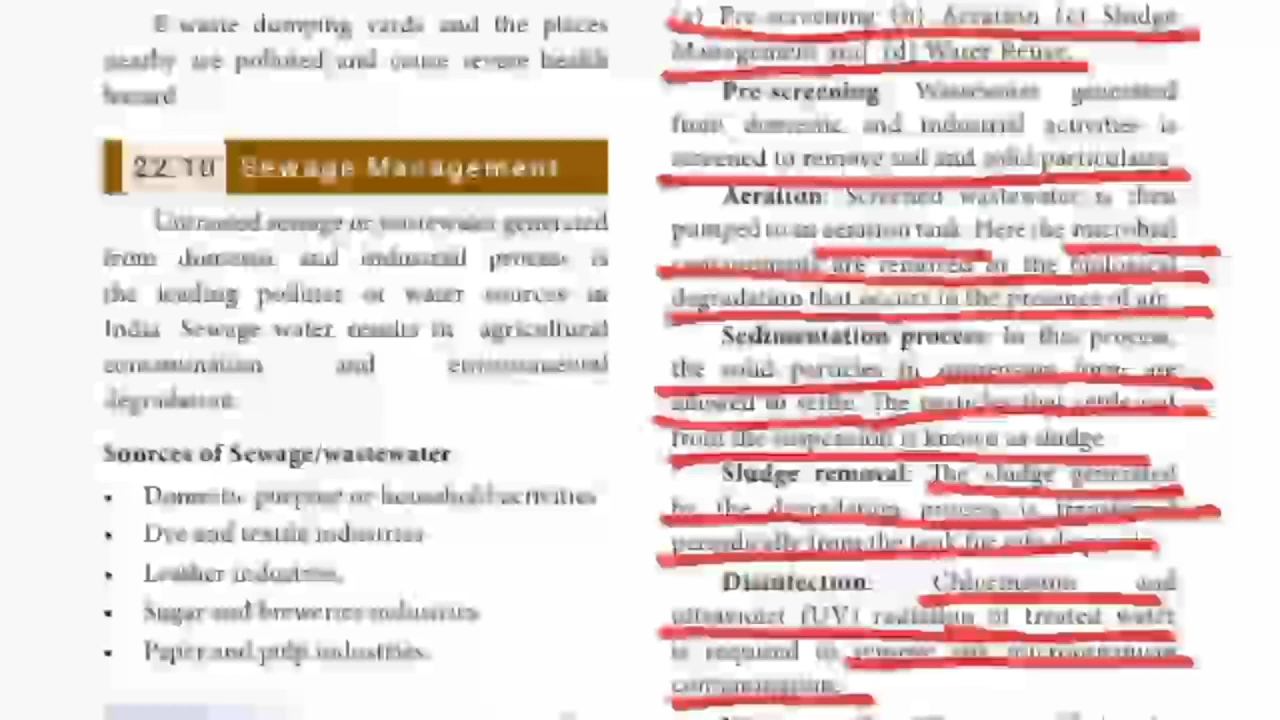 E waste dumping yards and the places
nearby are polluted and cause severe health
hazard
22.10 Sewage Management
Untreated sewage or wastewater generated
from domestic and industrial process is
the leading polluter of water sources in
India. Sewage water results in agricultural
contamination and environmental
degradation.
Sources of Sewage/wastewater
• Domestic purpose or household activities
• Dye and textile industries
• Leather industries.
• Sugar and breweries industries
• Paper and pulp industries.
(a) Pre-screening (b) Aeration (c) Sludge
Management and (d) Water Reuse.
Pre-screening Wastewater generated
from domestic and industrial activities is
screened to remove soil and solid particulates.
Aeration: Screened wastewater is then
pumped to an aeration tank. Here the microbial
are removed by the biological
degradation that occurs in the presence of air.
Sedimentation process: In this process,
the solid particles in suspension form are
allowed to settle. The particles that settle out
from the suspension is known as sludge.
Sludge removal: The sludge generated
by the degradation process is transferred
periodically from the tank for safe disposal.
Disinfection: Chlorination and
ultraviolet (UV) radiation of treated water
is required to remove microorganism
contamination.